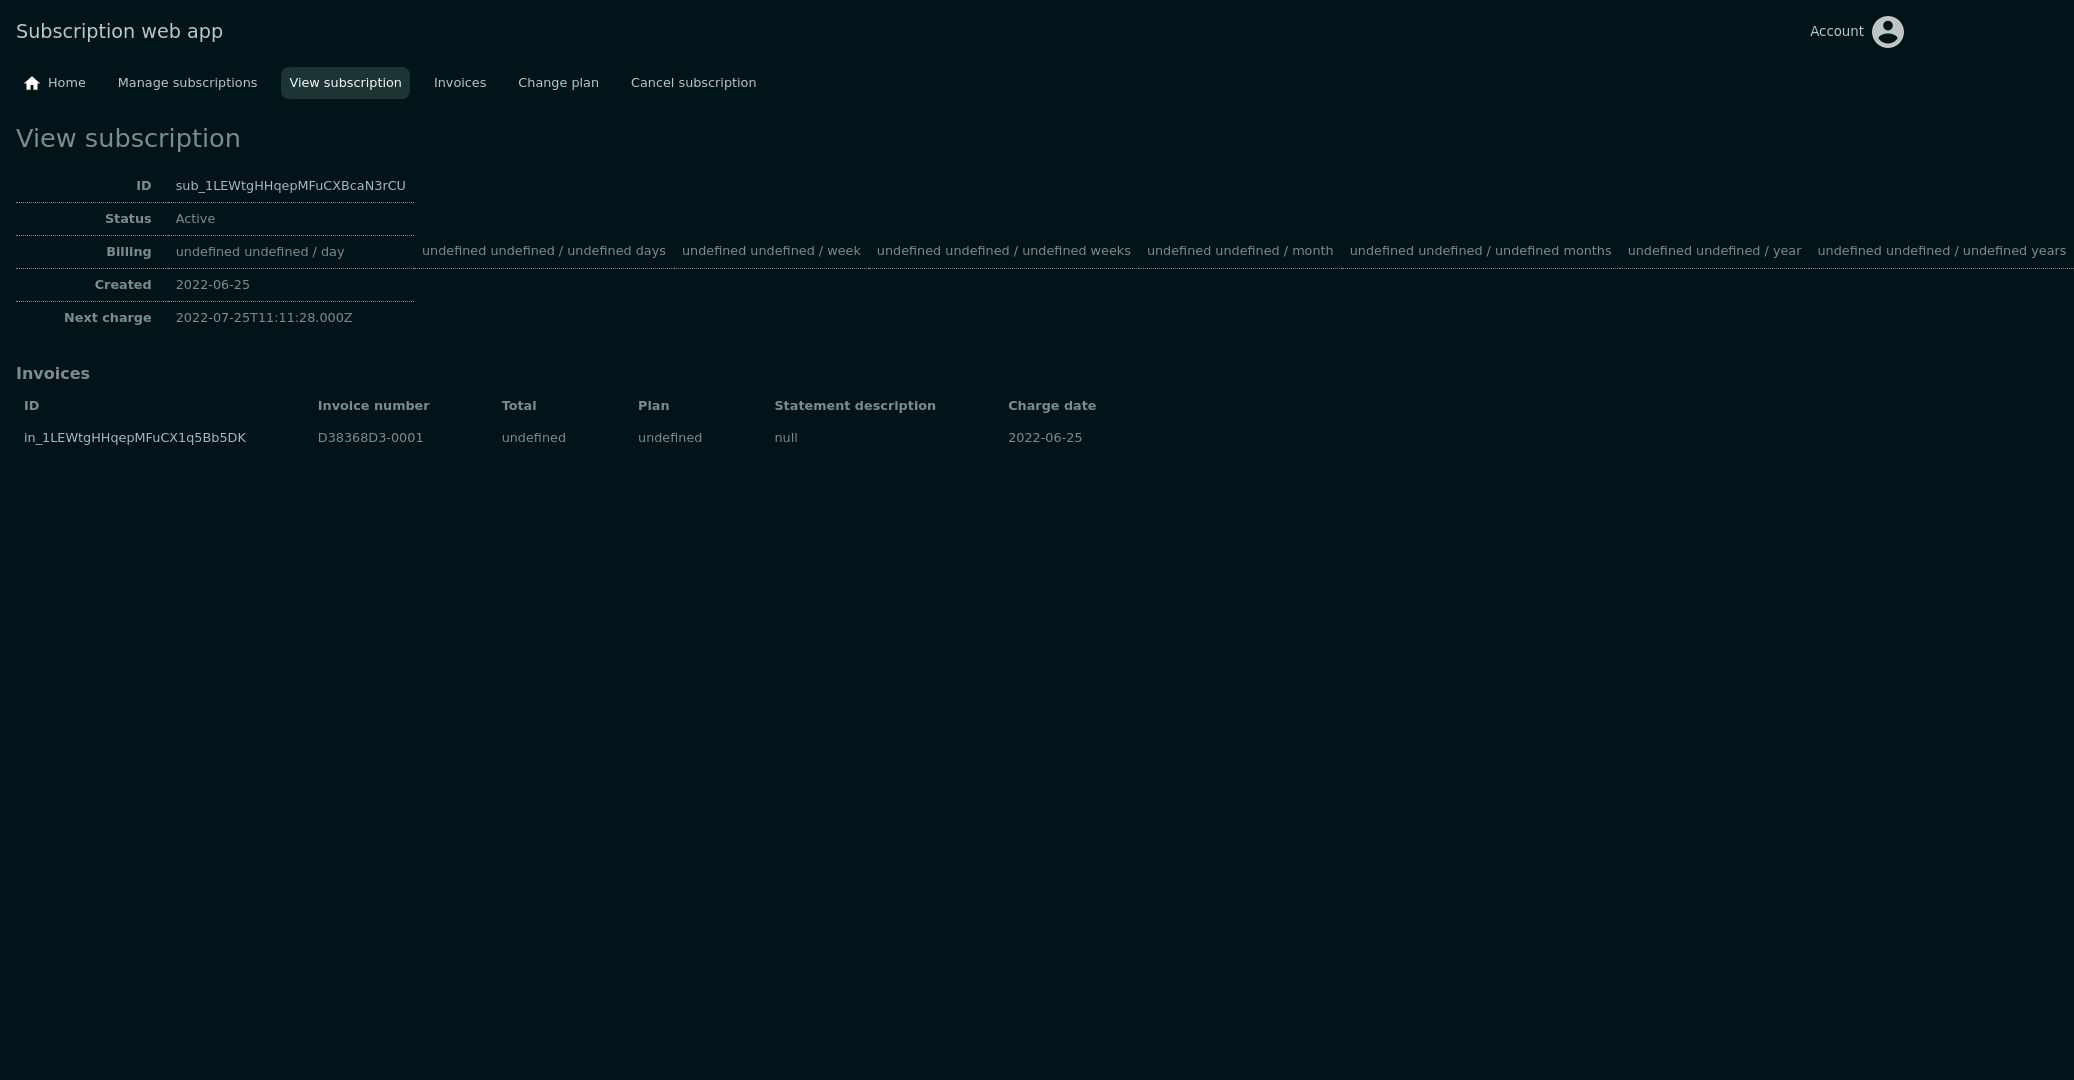 Subscription web app
Account
Home Manage subscriptions View subscription Invoices Change plan Cancel subscription
View subscription
ID sub_1LEWtgHHqepMFuCXBcaN3rCU
Status Active
Billing undefined undefined / day undefined undefined / undefined days undefined undefined / week undefined undefined / undefined weeks undefined undefined / month undefined undefined / undefined months undefined undefined / year undefined undefined / undefined years
Created 2022-06-25
Next charge 2022-07-25T11:11:28.000Z
Invoices
ID Invoice number Total Plan Statement description Charge date
in_1LEWtgHHqepMFuCX1q5Bb5DK D38368D3-0001 undefined undefined null 2022-06-25